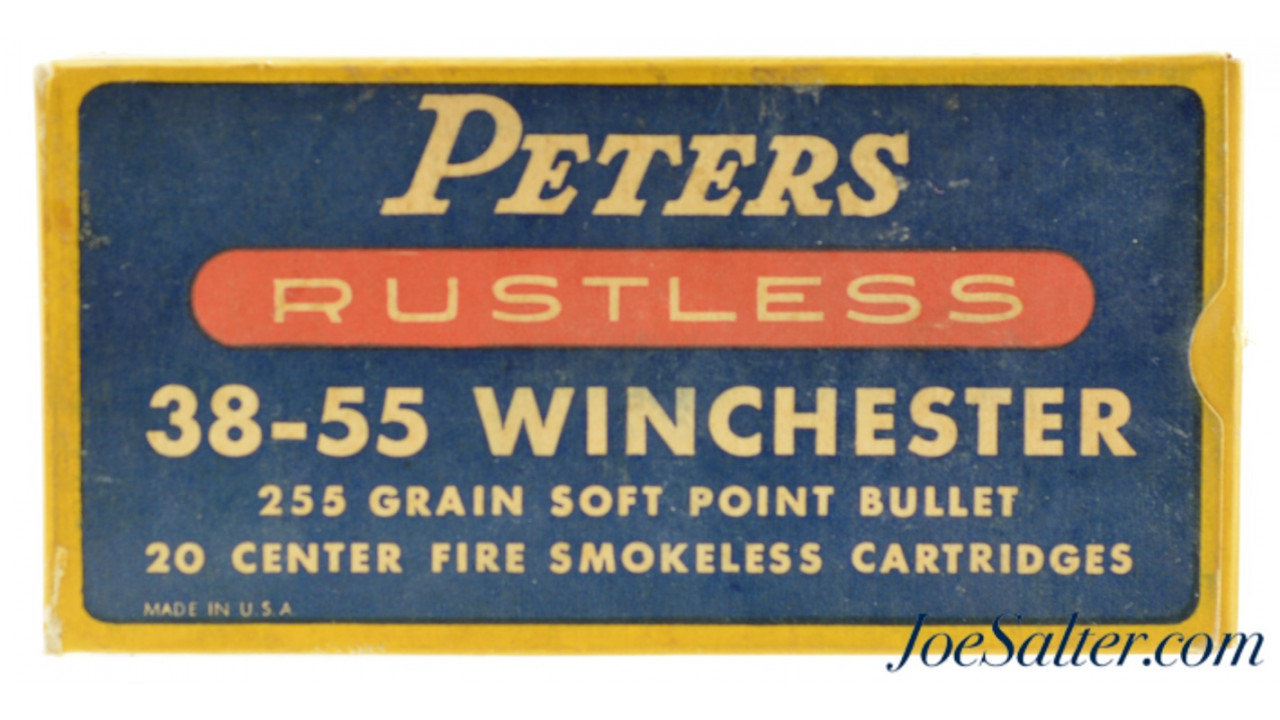 PETERS
RUSTLESS
38-55 WINCHESTER
255 GRAIN SOFT POINT BULLET
20 CENTER FIRE SMOKELESS CARTRIDGES
MADE IN U.S.A.
JoeSalter.com